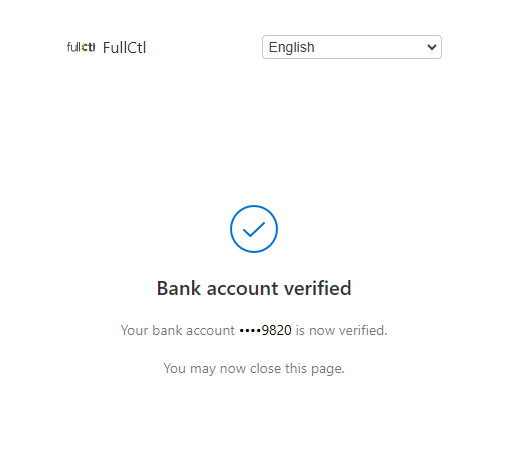 fullctl FullCtl
English
Bank account verified
Your bank account ••••9820 is now verified.
You may now close this page.